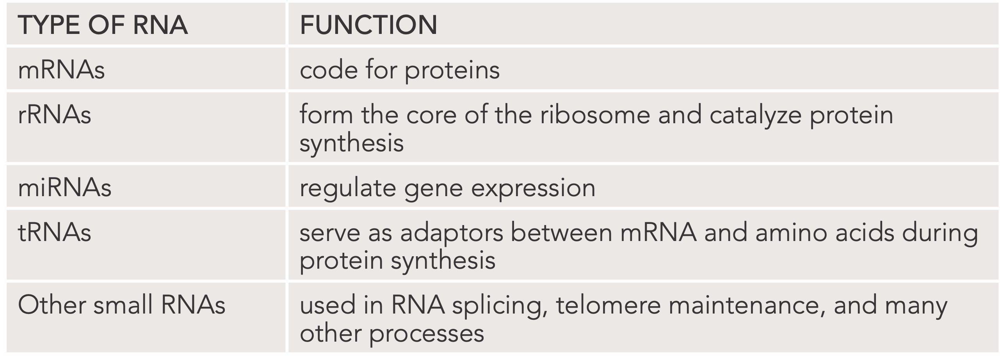 TYPE OF RNA FUNCTION
mRNAs code for proteins
rRNAs form the core of the ribosome and catalyze protein
synthesis
miRNAs regulate gene expression
tRNAs serve as adaptors between mRNA and amino acids during
protein synthesis
Other small RNAs used in RNA splicing, telomere maintenance, and many
other processes